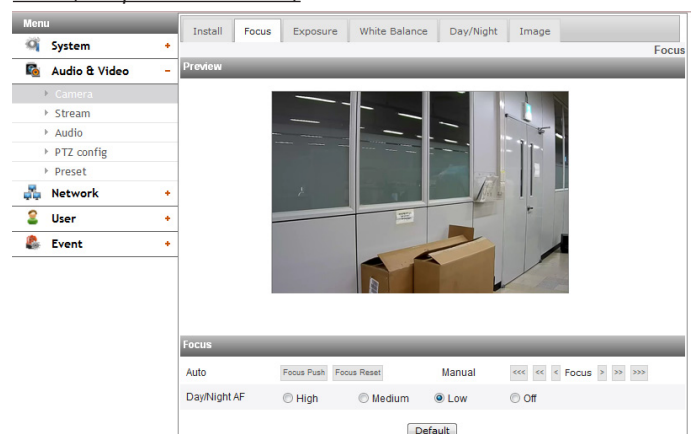 Menu
System +
Audio & Video -
Camera
Stream
Audio
PTZ config
Preset
Network +
User +
Event +
Install Focus Exposure White Balance Day/Night Image
Focus
Preview
Focus
Auto Focus Push Focus Reset Manual <<< << < Focus > >> >>>
Day/Night AF High Medium Low Off
Default